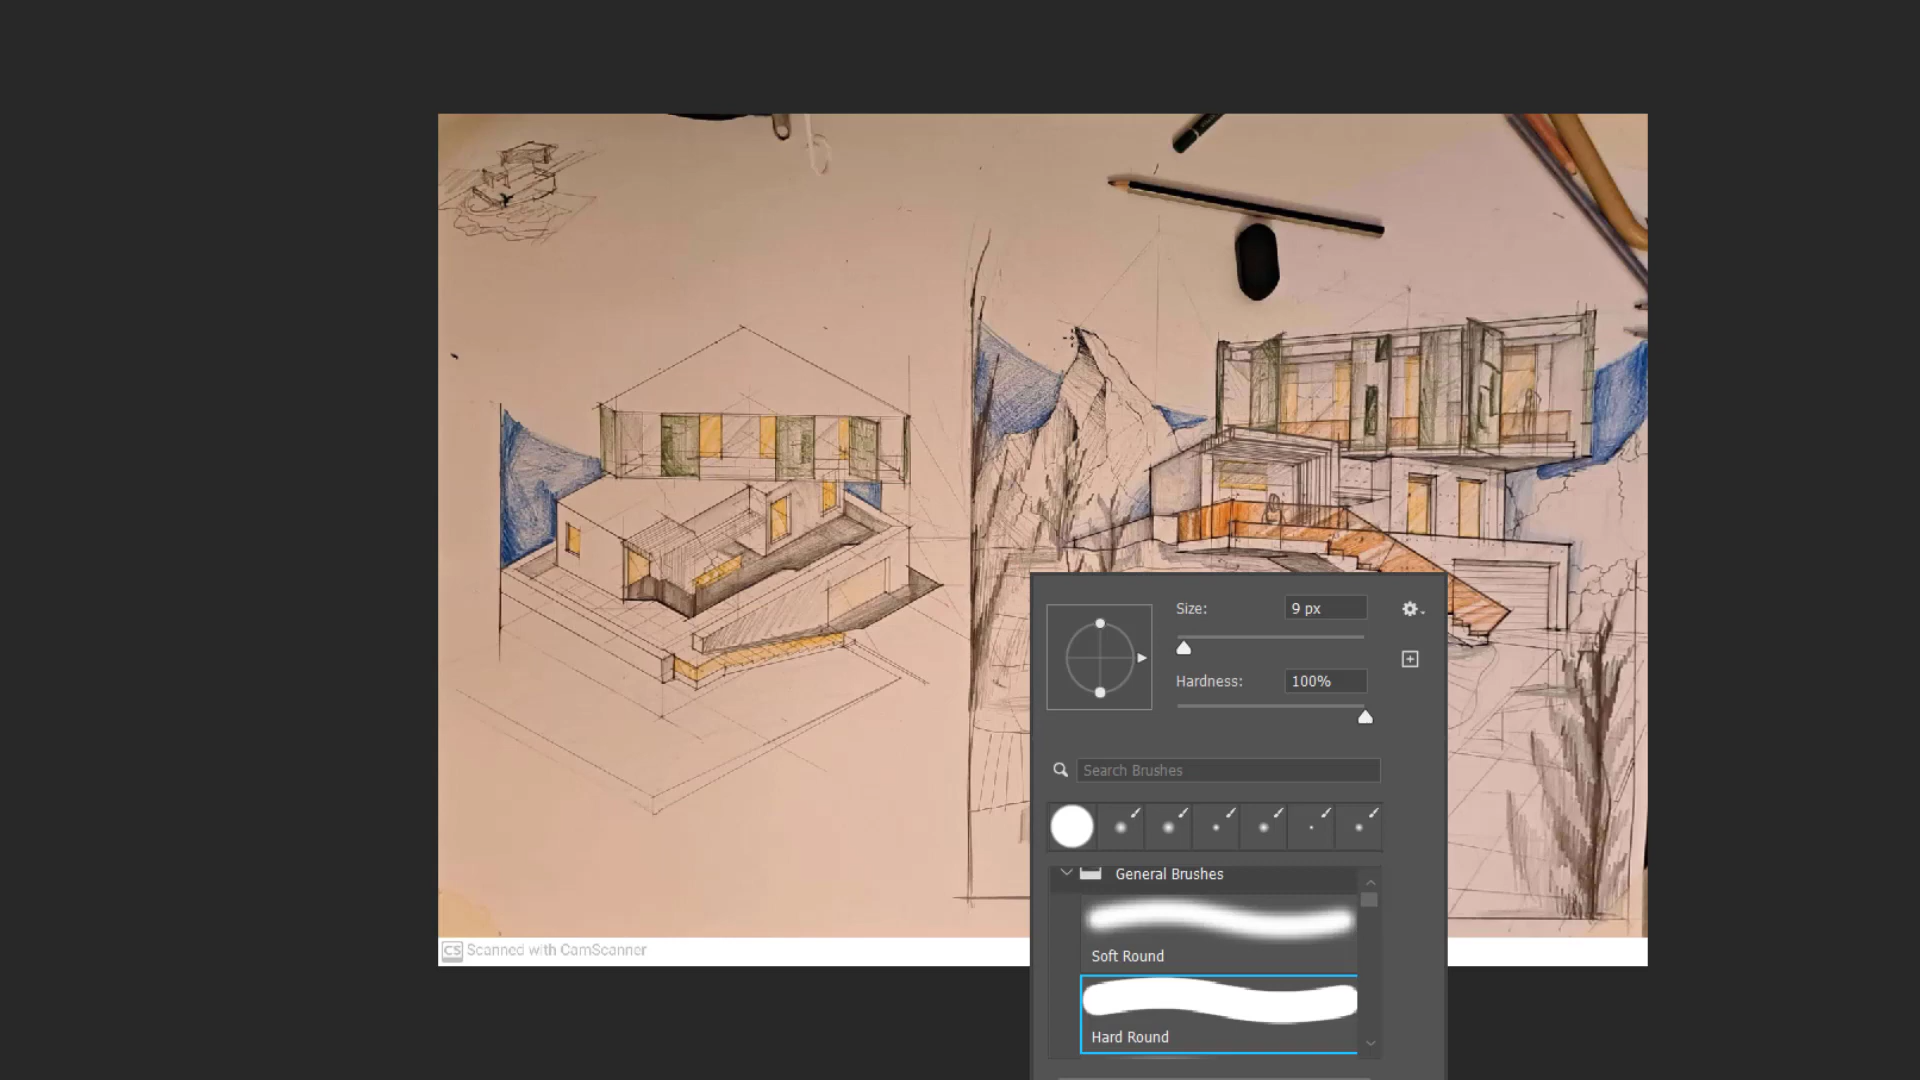 Size:
9 px
Hardness:
100%
Search Brushes
General Brushes
Soft Round
Hard Round
CS Scanned with CamScanner